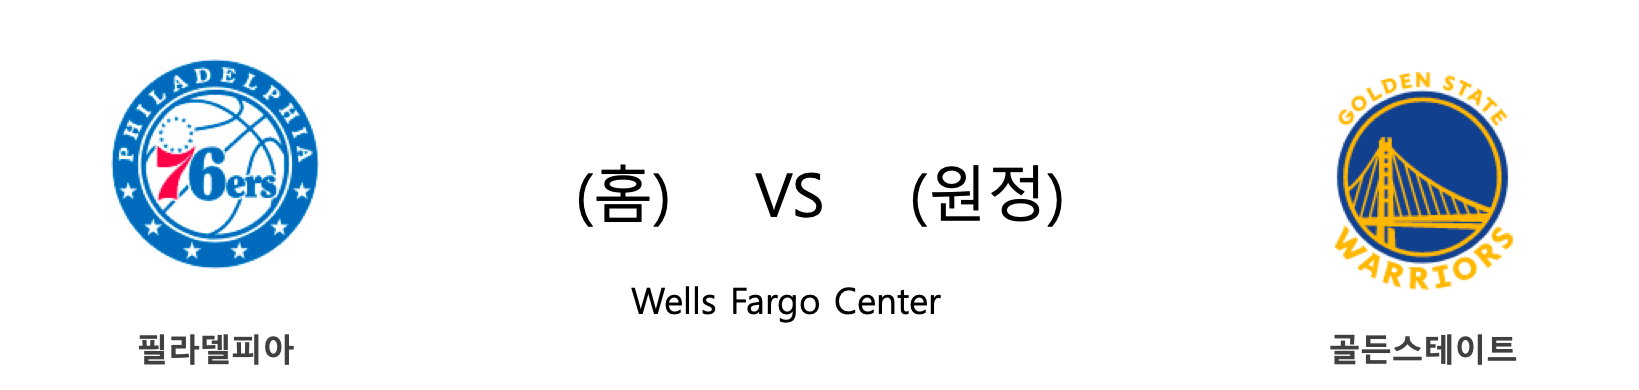 PHILADELPHIA
76ers
GOLDEN STATE
WARRIORS
(홈) VS (원정)
Wells Fargo Center
필라델피아
골든스테이트